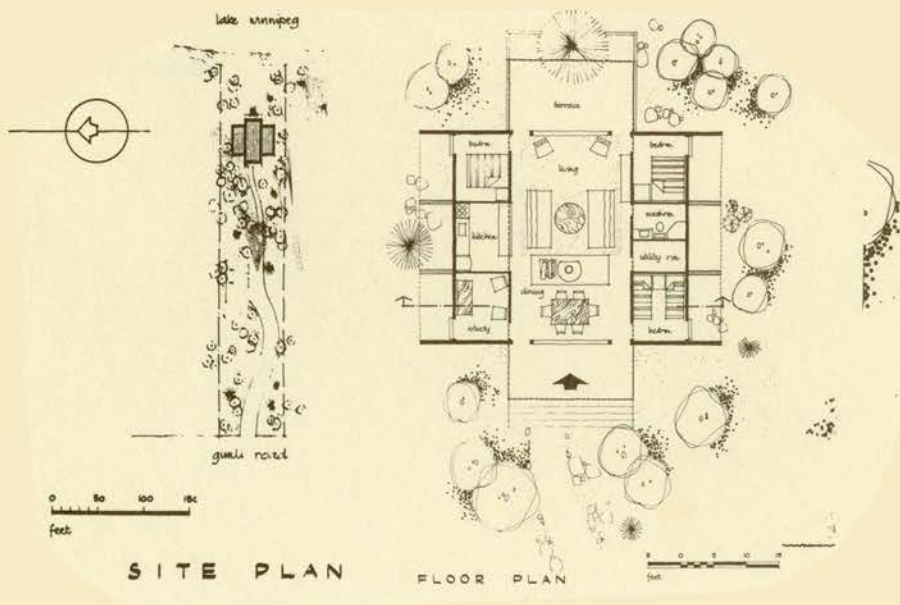 lake winnipeg
gimli road
0 50 100 150
feet
SITE PLAN
terrace
bedrm
bedrm
living
kitchen
washrm
utility rm
dining
study
bedrm
FLOOR PLAN
5 0 5 10 15
feet